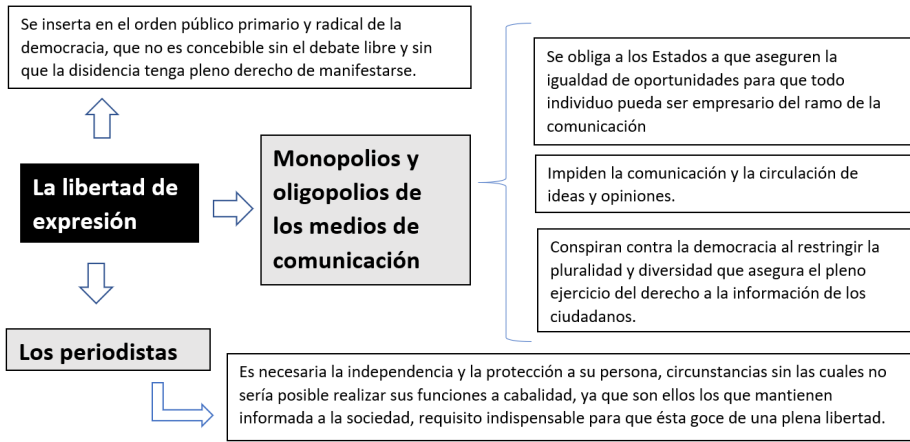 Se inserta en el orden público primario y radical de la
democracia, que no es concebible sin el debate libre y sin
que la disidencia tenga pleno derecho de manifestarse.
La libertad de
expresión
Monopolios y
oligopolios de
los medios de
comunicación
Se obliga a los Estados a que aseguren la
igualdad de oportunidades para que todo
individuo pueda ser empresario del ramo de la
comunicación
Impiden la comunicación y la circulación de
ideas y opiniones.
Conspiran contra la democracia al restringir la
pluralidad y diversidad que asegura el pleno
ejercicio del derecho a la información de los
ciudadanos.
Los periodistas
Es necesaria la independencia y la protección a su persona, circunstancias sin las cuales no
sería posible realizar sus funciones a cabalidad, ya que son ellos los que mantienen
informada a la sociedad, requisito indispensable para que ésta goce de una plena libertad.